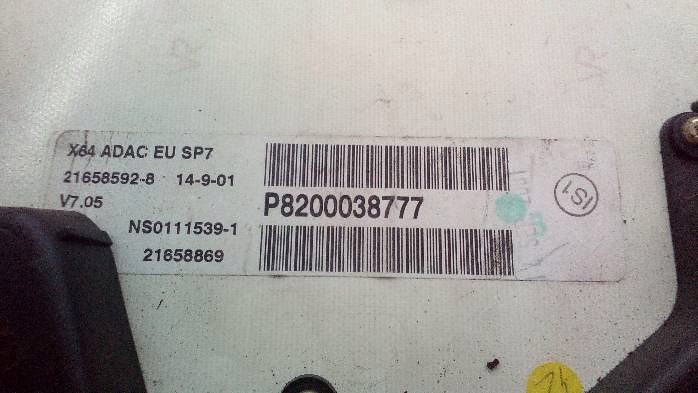 X64 ADAC EU SP7
21658592-8 14-9-01
V7.05
NS0111539-1
21658869
P8200038777
IS1